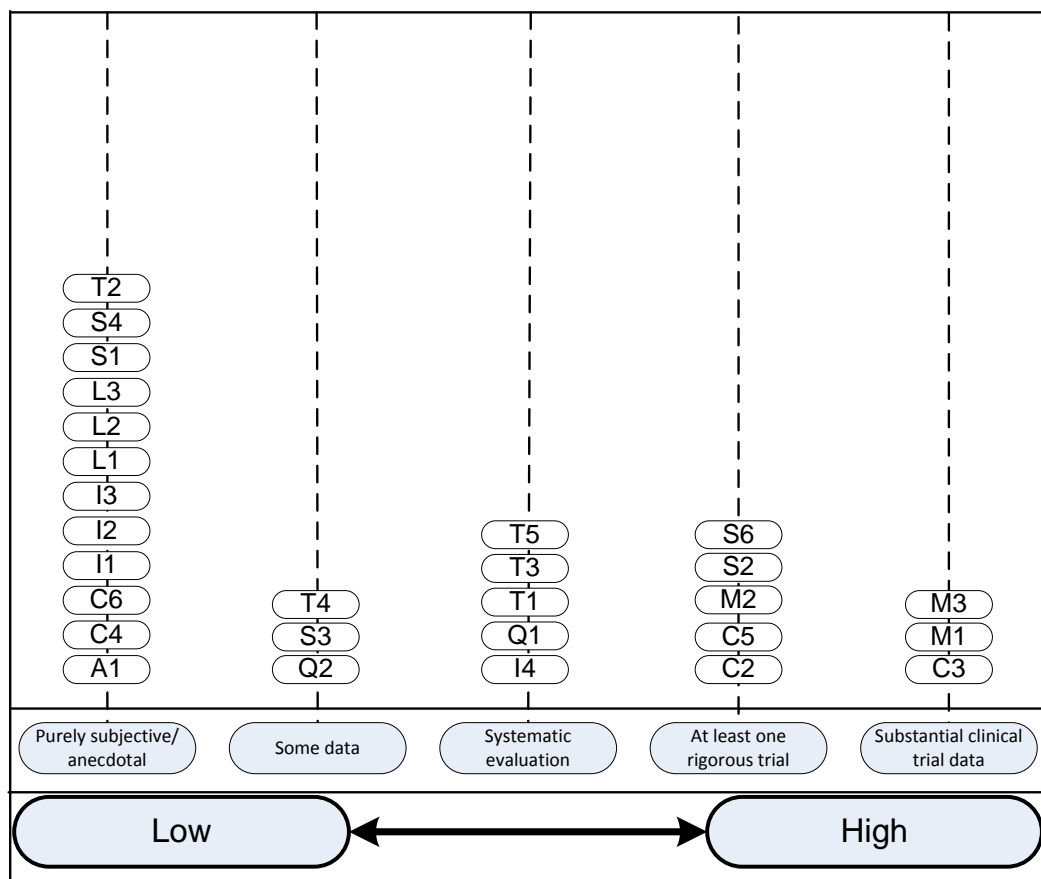 T2
S4
S1
L3
L2
L1
I3
I2
I1
C6
C4
A1
T4
S3
Q2
T5
T3
T1
Q1
I4
S6
S2
M2
C5
C2
M3
M1
C3
Purely subjective/
anecdotal
Some data
Systematic
evaluation
At least one
rigorous trial
Substantial clinical
trial data
Low
High